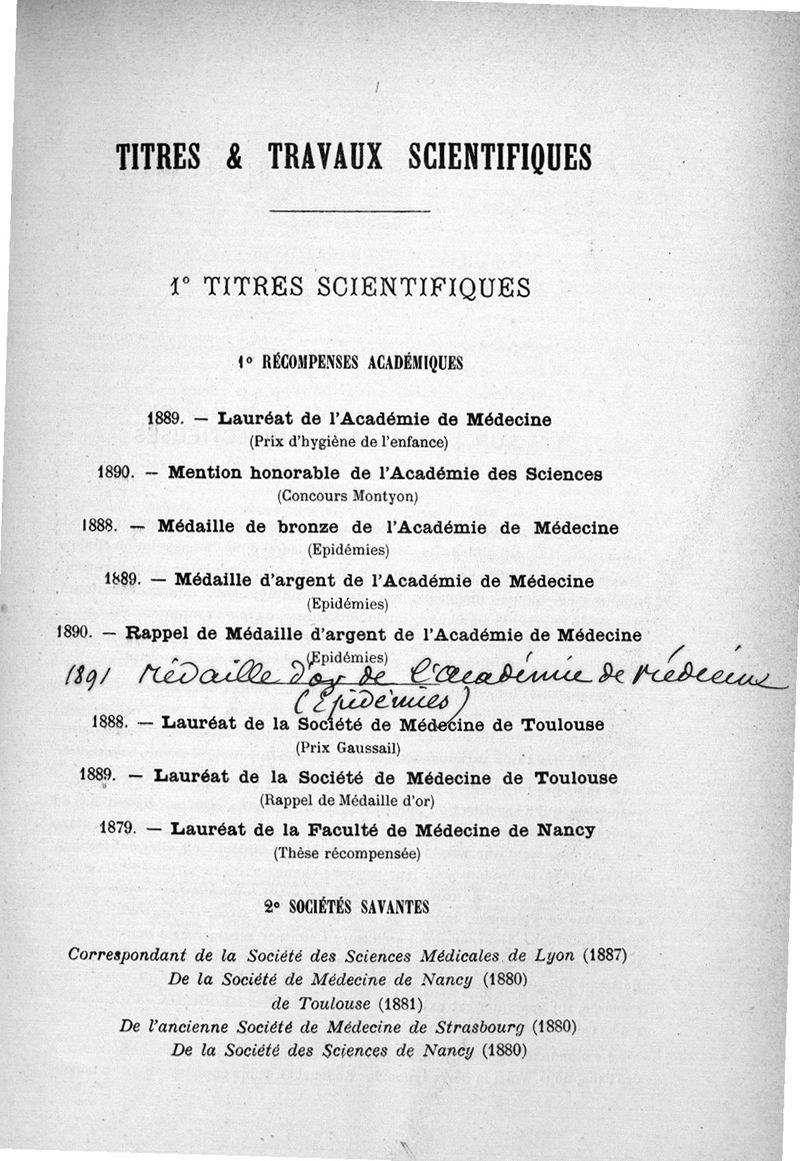 TITRES & TRAVAUX SCIENTIFIQUES
1° TITRES SCIENTIFIQUES
1° RÉCOMPENSES ACADÉMIQUES
1889. — Lauréat de l'Académie de Médecine
(Prix d'hygiène de l'enfance)
1890. — Mention honorable de l'Académie des Sciences
(Concours Montyon)
1888. — Médaille de bronze de l'Académie de Médecine
(Epidémies)
1889. — Médaille d'argent de l'Académie de Médecine
(Epidémies)
1890. — Rappel de Médaille d'argent de l'Académie de Médecine
(Epidémies)
1891 Médaille d'or de l'Académie de Médecine
(Epidémies)
1888. — Lauréat de la Société de Médecine de Toulouse
(Prix Gaussail)
1889. — Lauréat de la Société de Médecine de Toulouse
(Rappel de Médaille d'or)
1879. — Lauréat de la Faculté de Médecine de Nancy
(Thèse récompensée)
2° SOCIÉTÉS SAVANTES
Correspondant de la Société des Sciences Médicales de Lyon (1887)
De la Société de Médecine de Nancy (1880)
de Toulouse (1881)
De l'ancienne Société de Médecine de Strasbourg (1880)
De la Société des Sciences de Nancy (1880)